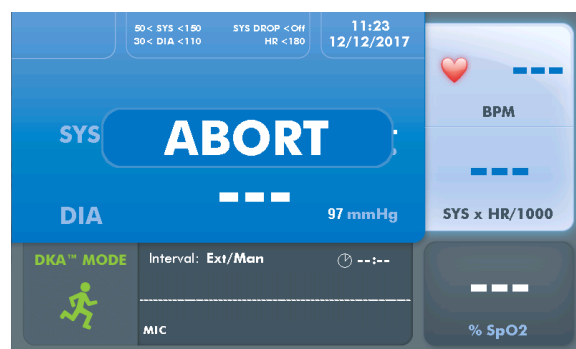 50< SYS <150 SYS DROP <Off 11:23
30< DIA <110 HR <180 12/12/2017
---
BPM
SYS
ABORT
---
SYS x HR/1000
---
DIA 97 mmHg
DKA™ MODE Interval: Ext/Man --:--
---
MIC
% SpO2